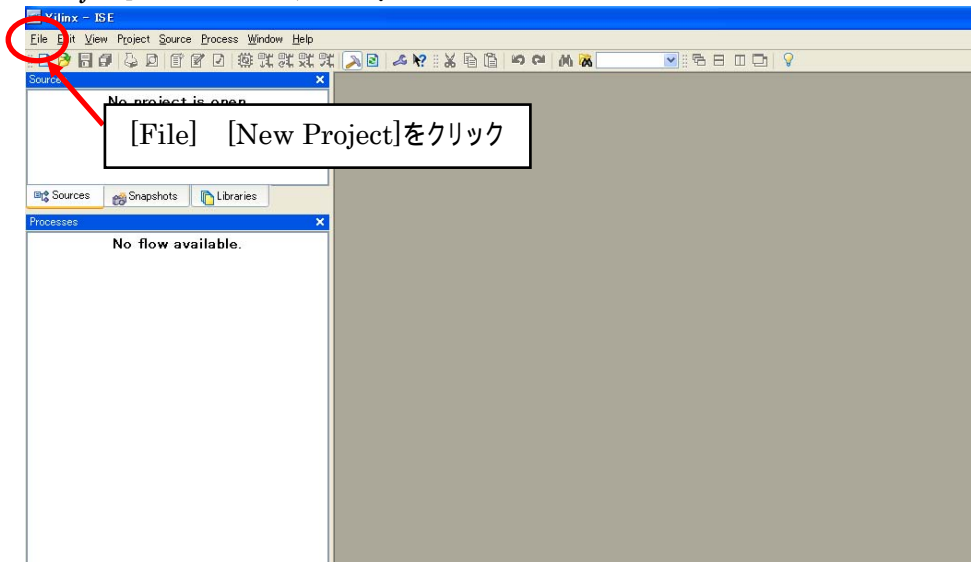 Xilinx - ISE
File Edit View Project Source Process Window Help
Sources
No project is open
[File] [New Project]をクリック
Sources Snapshots Libraries
Processes
No flow available.